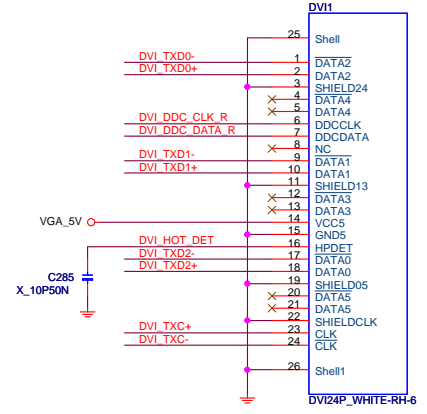 DVI1
25 Shell
DVI_TXD0- 1 DATA2
DVI_TXD0+ 2 DATA2
3 SHIELD24
4 DATA4
5 DATA4
DVI_DDC_CLK_R 6 DDCCLK
DVI_DDC_DATA_R 7 DDCDATA
8 NC
DVI_TXD1- 9 DATA1
DVI_TXD1+ 10 DATA1
11 SHIELD13
12 DATA3
13 DATA3
VGA_5V 14 VCC5
15 GND5
DVI_HOT_DET 16 HPDET
DVI_TXD2- 17 DATA0
DVI_TXD2+ 18 DATA0
C285 19 SHIELD05
X_10P50N 20 DATA5
21 DATA5
22 SHIELDCLK
DVI_TXC+ 23 CLK
DVI_TXC- 24 CLK
26 Shell1
DVI24P_WHITE-RH-6